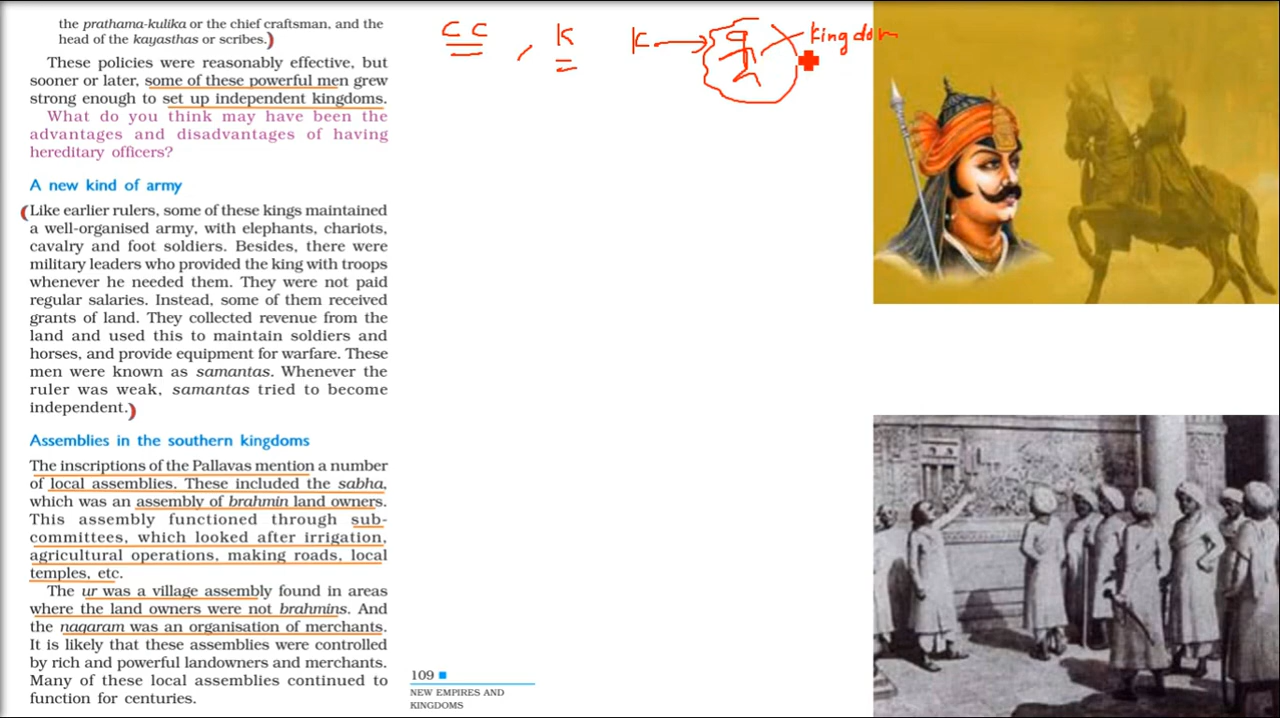 the prathama-kulika or the chief craftsman, and the
head of the kayasthas or scribes.)
These policies were reasonably effective, but
sooner or later, some of these powerful men grew
strong enough to set up independent kingdoms.
What do you think may have been the
advantages and disadvantages of having
hereditary officers?
A new kind of army
(Like earlier rulers, some of these kings maintained
a well-organised army, with elephants, chariots,
cavalry and foot soldiers. Besides, there were
military leaders who provided the king with troops
whenever he needed them. They were not paid
regular salaries. Instead, some of them received
grants of land. They collected revenue from the
land and used this to maintain soldiers and
horses, and provide equipment for warfare. These
men were known as samantas. Whenever the
ruler was weak, samantas tried to become
independent.)
Assemblies in the southern kingdoms
The inscriptions of the Pallavas mention a number
of local assemblies. These included the sabha,
which was an assembly of brahmin land owners.
This assembly functioned through sub-
committees, which looked after irrigation,
agricultural operations, making roads, local
temples, etc.
The ur was a village assembly found in areas
where the land owners were not brahmins. And
the nagaram was an organisation of merchants.
It is likely that these assemblies were controlled
by rich and powerful landowners and merchants.
Many of these local assemblies continued to
function for centuries.
CC , K K kingdom
109
NEW EMPIRES AND
KINGDOMS